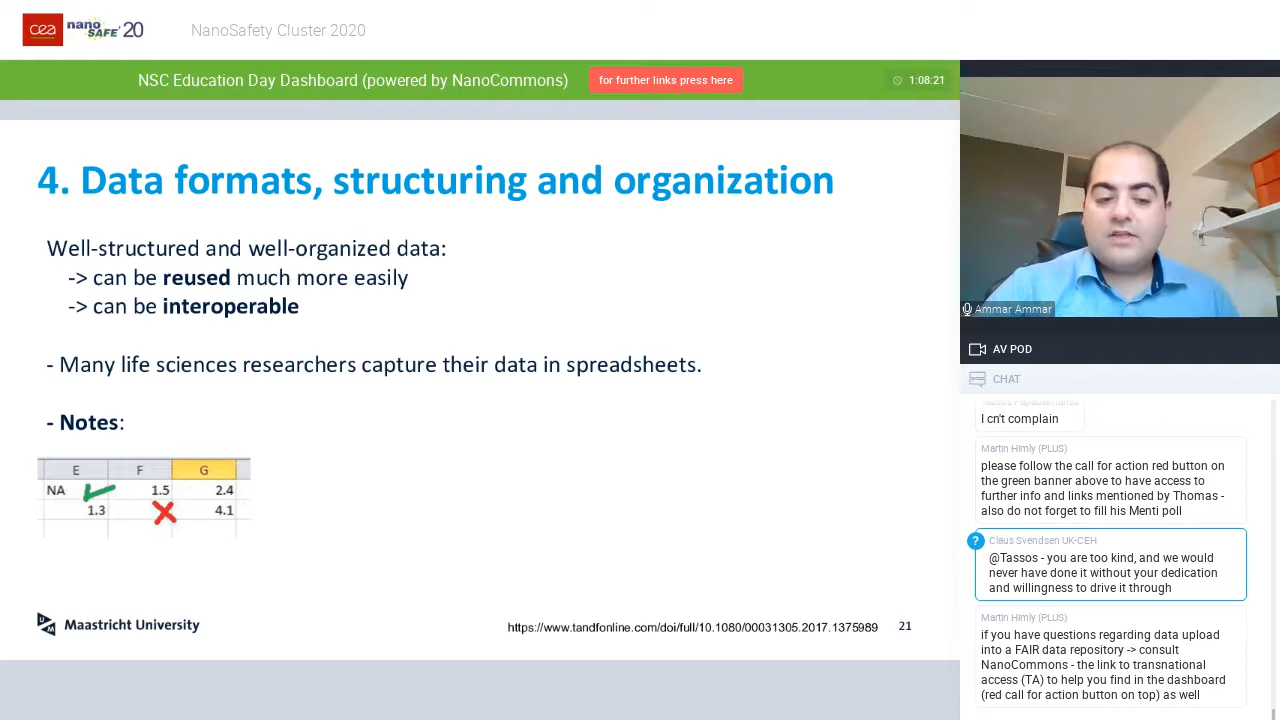 cea nano SAFE'20
NanoSafety Cluster 2020
NSC Education Day Dashboard (powered by NanoCommons)
for further links press here
1:08:21
4. Data formats, structuring and organization
Well-structured and well-organized data:
-> can be reused much more easily
-> can be interoperable
- Many life sciences researchers capture their data in spreadsheets.
- Notes:
E F G
NA 1.5 2.4
1.3 4.1
UM Maastricht University
https://www.tandfonline.com/doi/full/10.1080/00031305.2017.1375989
21
Ammar Ammar
AV POD
CHAT
I cn't complain
Martin Himly (PLUS)
please follow the call for action red button on
the green banner above to have access to
further info and links mentioned by Thomas -
also do not forget to fill his Menti poll
?
Claus Svendsen UK-CEH
@Tassos - you are too kind, and we would
never have done it without your dedication
and willingness to drive it through
Martin Himly (PLUS)
if you have questions regarding data upload
into a FAIR data repository -> consult
NanoCommons - the link to transnational
access (TA) to help you find in the dashboard
(red call for action button on top) as well